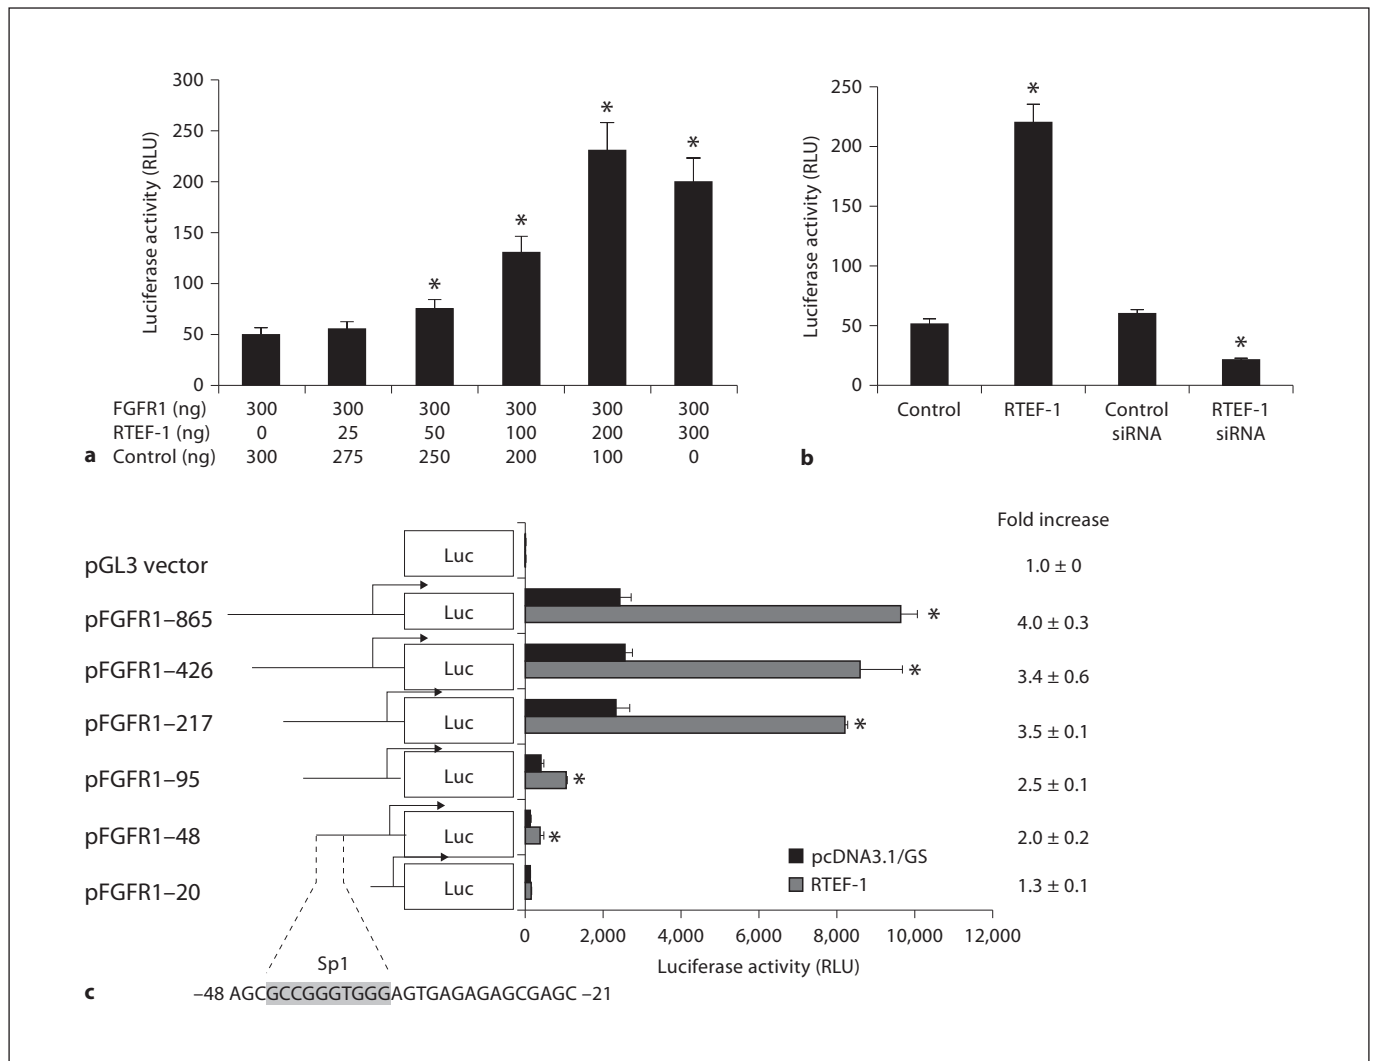 300
250
200
150
100
50
0
Luciferase activity (RLU)
* * * *
FGFR1 (ng) 300 300 300 300 300 300
RTEF-1 (ng) 0 25 50 100 200 300
a Control (ng) 300 275 250 200 100 0
250
200
150
100
50
0
Luciferase activity (RLU)
* *
Control RTEF-1 Control siRNA RTEF-1 siRNA
b
Fold increase
pGL3 vector Luc 1.0 ± 0
pFGFR1–865 Luc * 4.0 ± 0.3
pFGFR1–426 Luc * 3.4 ± 0.6
pFGFR1–217 Luc * 3.5 ± 0.1
pFGFR1–95 Luc * 2.5 ± 0.1
pFGFR1–48 Luc * 2.0 ± 0.2
pFGFR1–20 Luc 1.3 ± 0.1
pcDNA3.1/GS
RTEF-1
0 2,000 4,000 6,000 8,000 10,000 12,000
Luciferase activity (RLU)
Sp1
c –48 AGCGCCGGGTGGGAGTGAGAGAGCGAGC –21